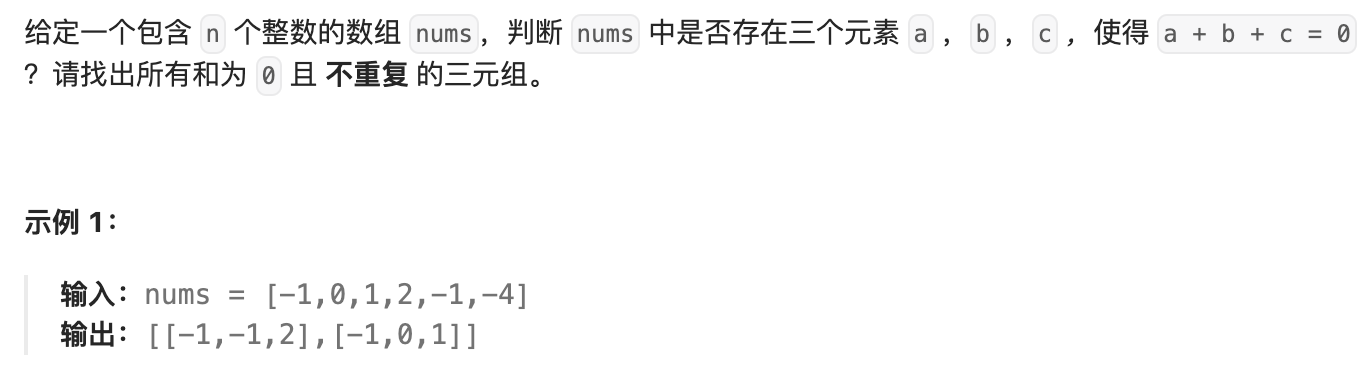 给定一个包含 n 个整数的数组 nums，判断 nums 中是否存在三个元素 a ，b ，c ，使得 a + b + c = 0
？请找出所有和为 0 且 不重复 的三元组。
示例 1：
输入：nums = [-1,0,1,2,-1,-4]
输出：[[-1,-1,2],[-1,0,1]]